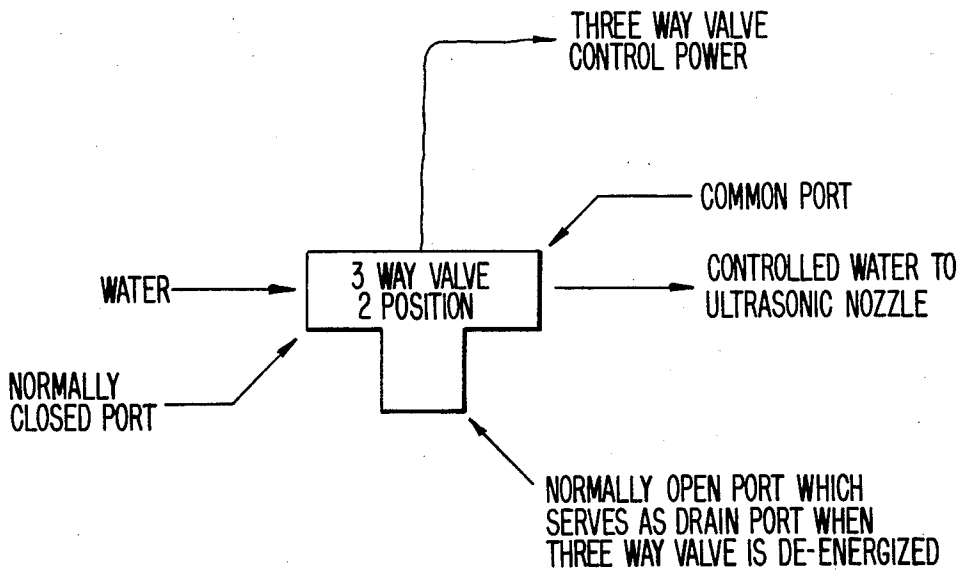 THREE WAY VALVE
CONTROL POWER
COMMON PORT
3 WAY VALVE
2 POSITION
WATER
CONTROLLED WATER TO
ULTRASONIC NOZZLE
NORMALLY
CLOSED PORT
NORMALLY OPEN PORT WHICH
SERVES AS DRAIN PORT WHEN
THREE WAY VALVE IS DE-ENERGIZED